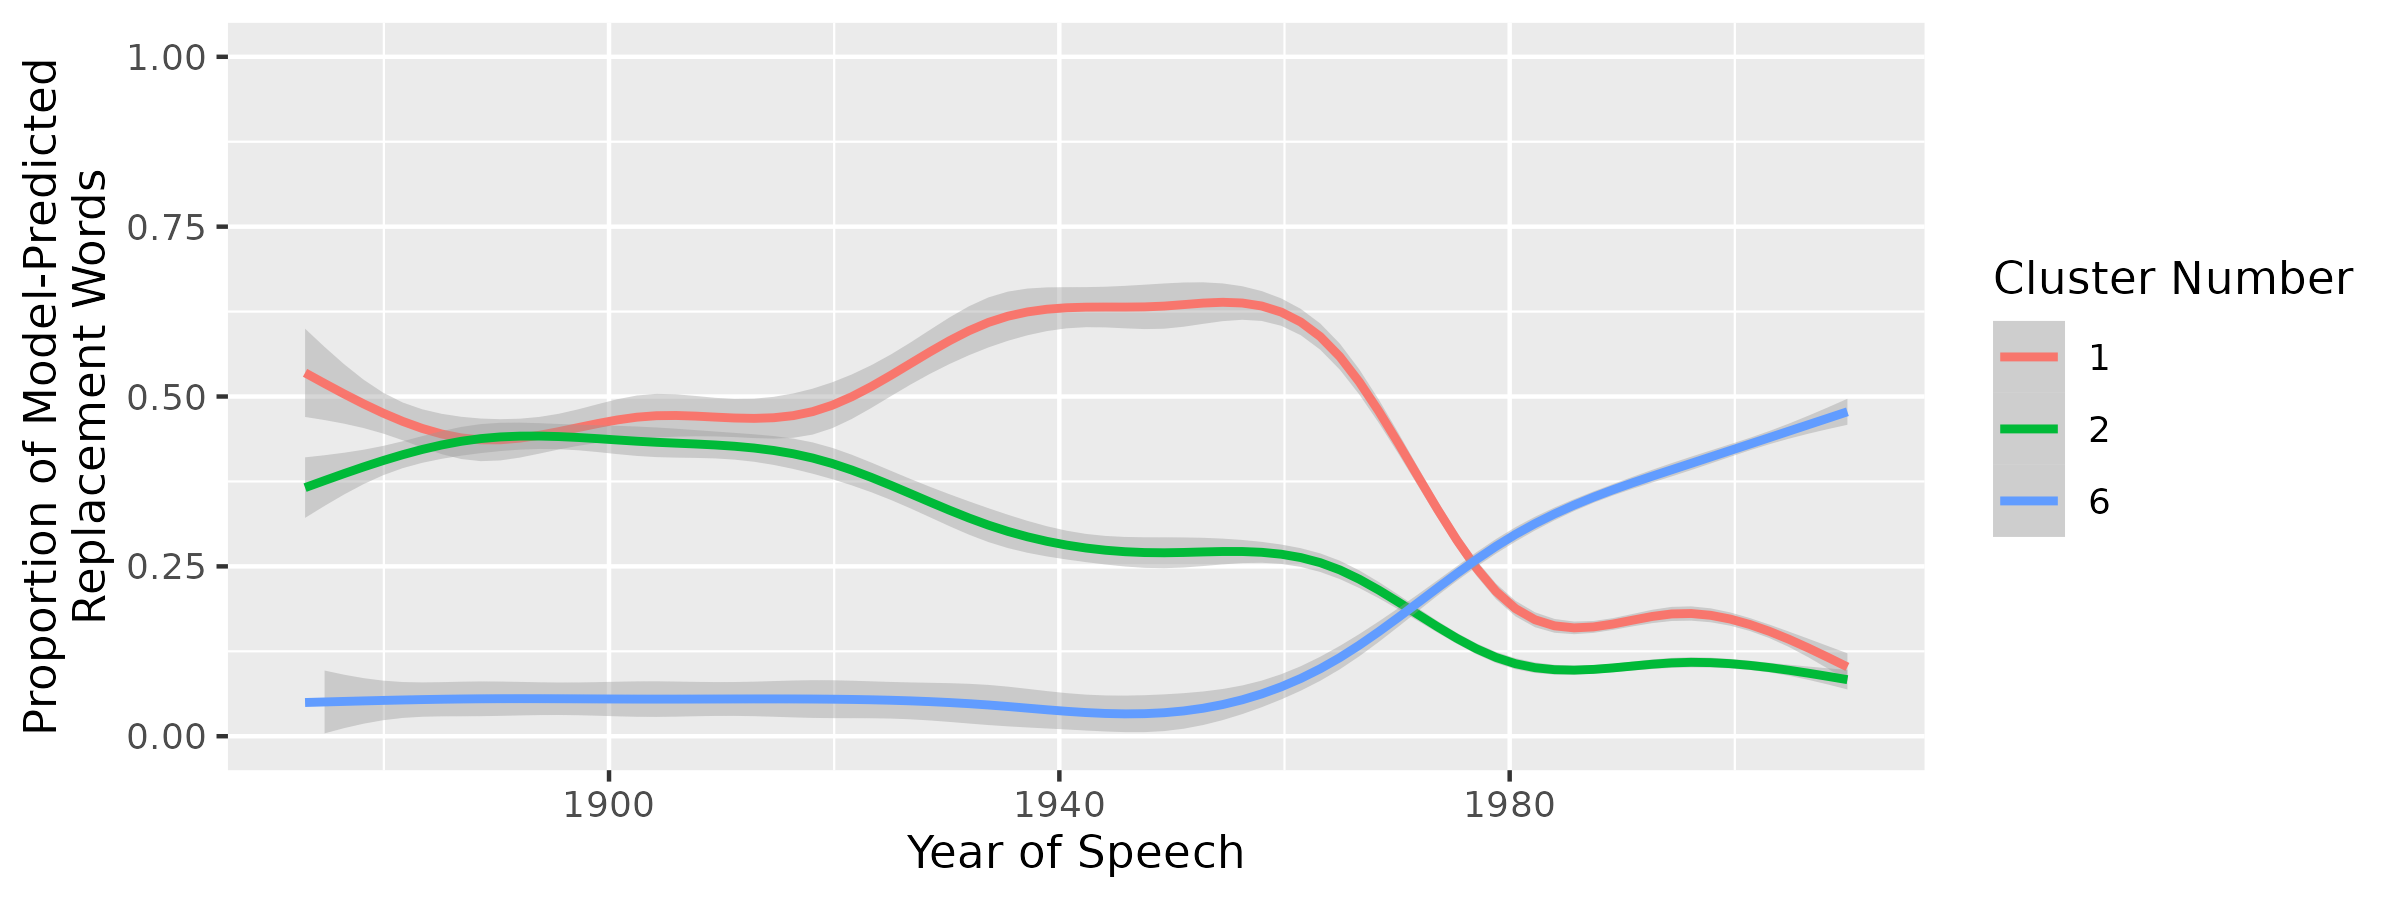 Proportion of Model-Predicted
Replacement Words
1.00
0.75
0.50
0.25
0.00
1900
1940
1980
Year of Speech
Cluster Number
1
2
6